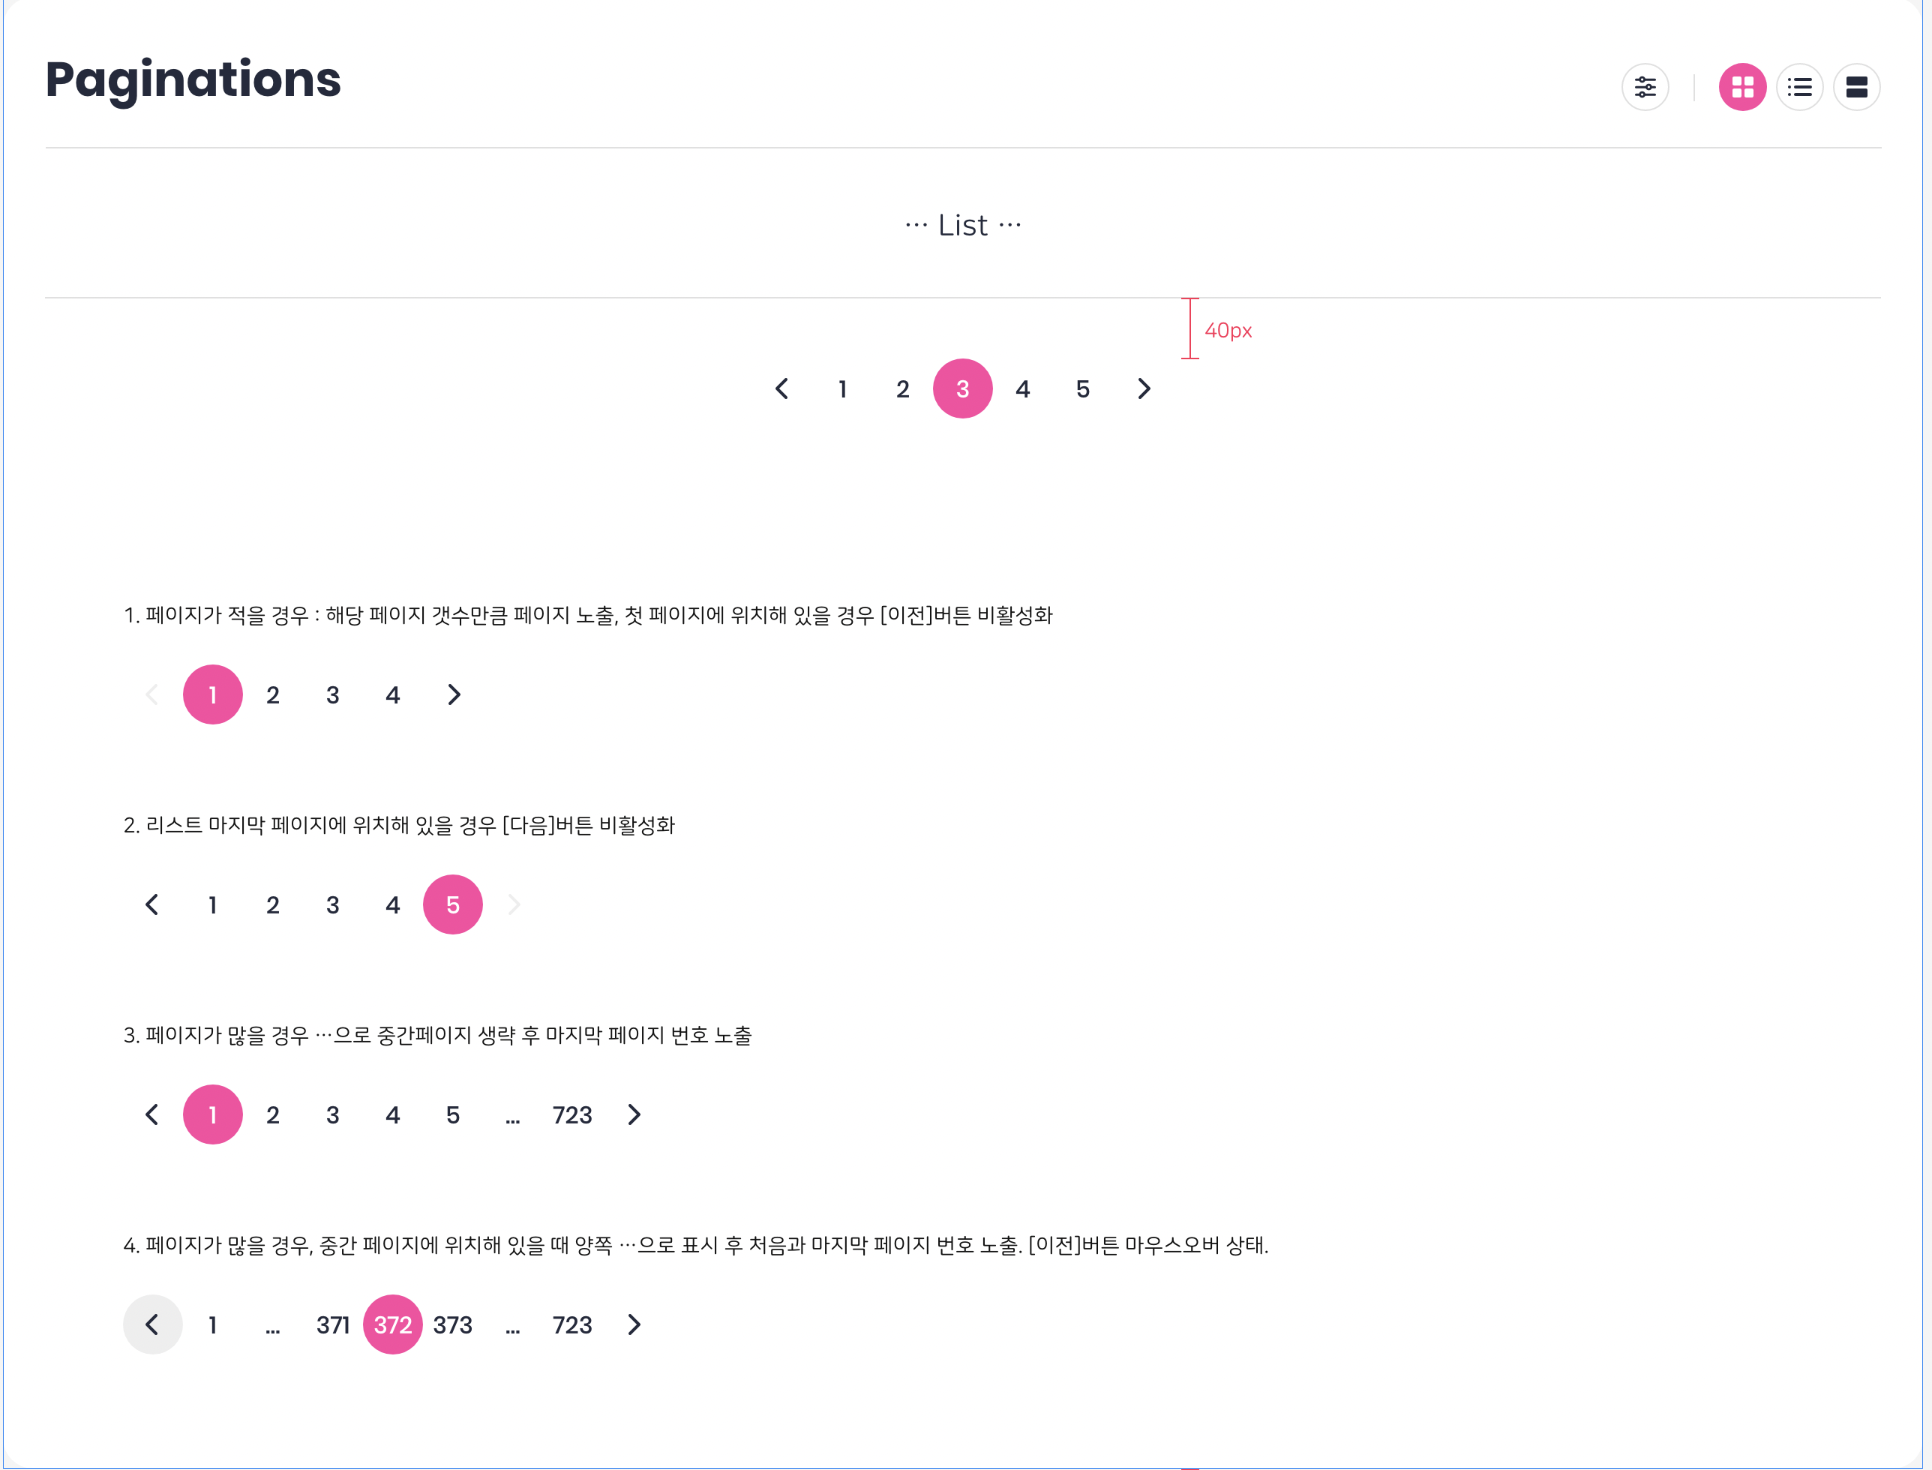 Paginations
··· List ···
40px
1 2 3 4 5
1. 페이지가 적을 경우 : 해당 페이지 갯수만큼 페이지 노출, 첫 페이지에 위치해 있을 경우 [이전]버튼 비활성화
1 2 3 4
2. 리스트 마지막 페이지에 위치해 있을 경우 [다음]버튼 비활성화
1 2 3 4 5
3. 페이지가 많을 경우 ···으로 중간페이지 생략 후 마지막 페이지 번호 노출
1 2 3 4 5 ... 723
4. 페이지가 많을 경우, 중간 페이지에 위치해 있을 때 양쪽 ···으로 표시 후 처음과 마지막 페이지 번호 노출. [이전]버튼 마우스오버 상태.
1 ... 371 372 373 ... 723